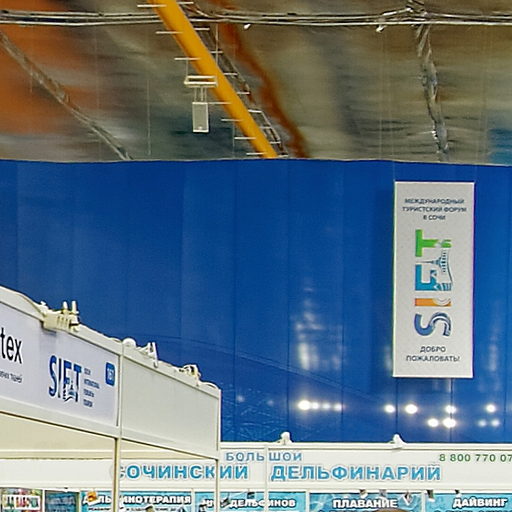 МЕЖДУНАРОДНЫЙ
ТУРИСТСКИЙ ФОРУМ
В СОЧИ
SIFT
ДОБРО
ПОЖАЛОВАТЬ!
tex
SIFT
БОЛЬШОЙ
СОЧИНСКИЙ ДЕЛЬФИНАРИЙ
8 800 770 07
ДЕЛЬФИНОТЕРАПИЯ
ДЕЛЬФИНОВ
ПЛАВАНИЕ
ДАЙВИНГ